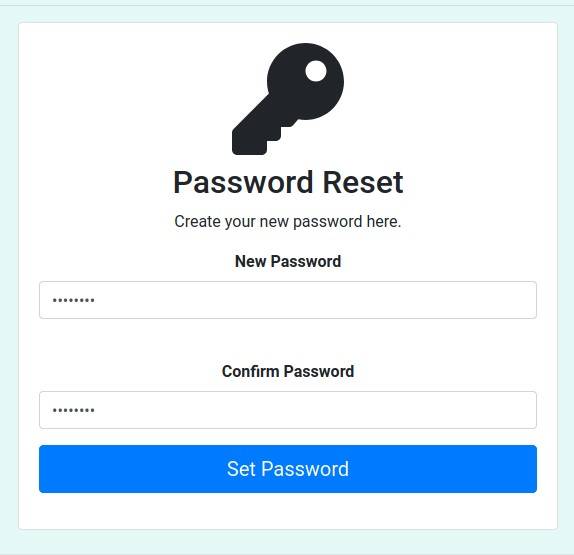 Password Reset
Create your new password here.
New Password
••••••••
Confirm Password
••••••••
Set Password